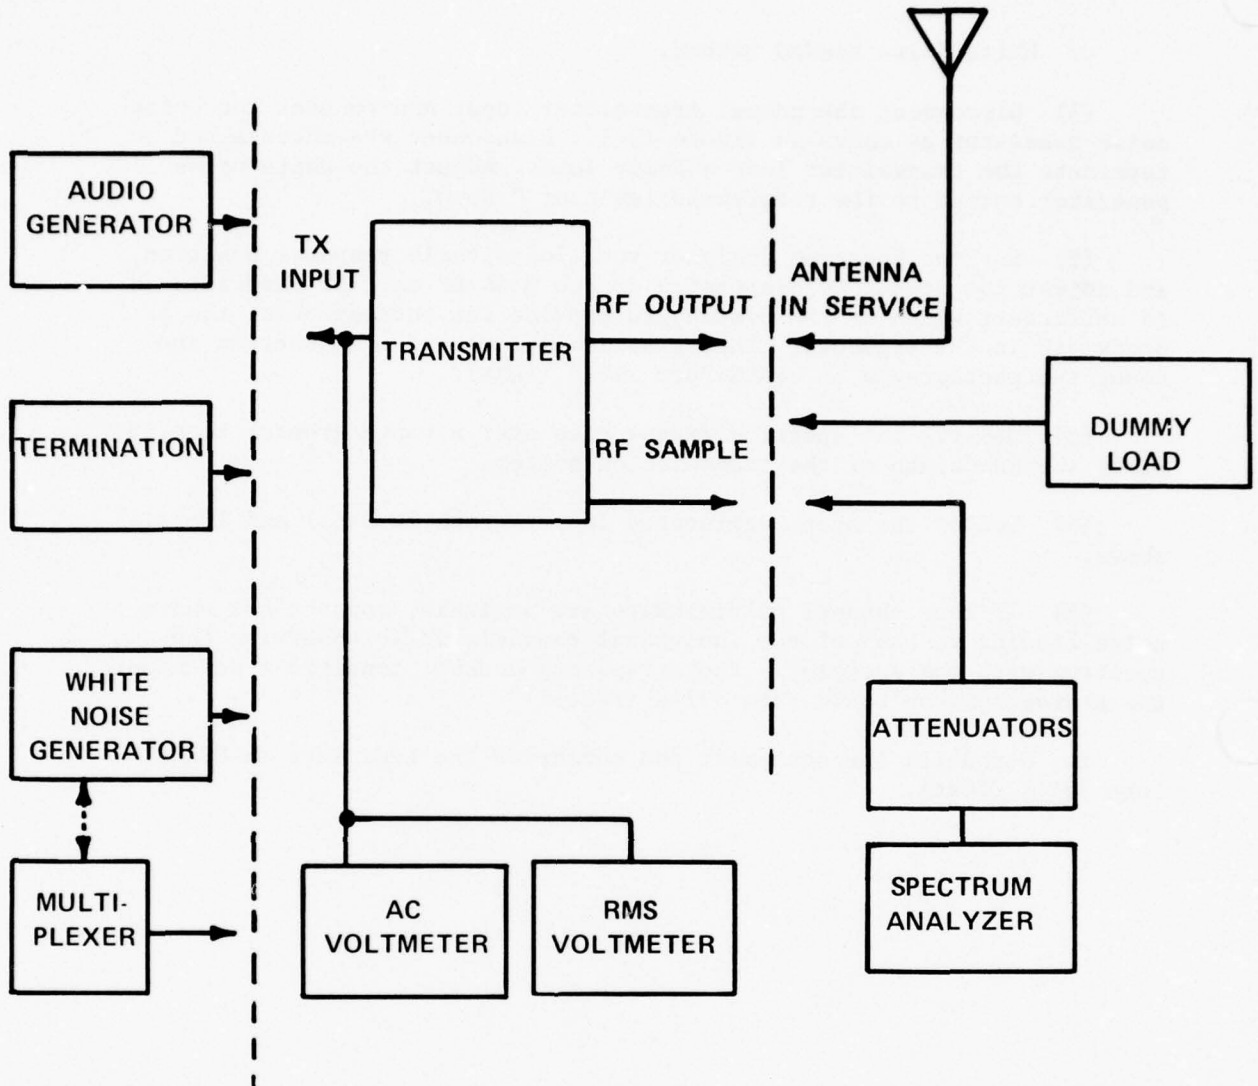 AUDIO
GENERATOR
TX
INPUT
TRANSMITTER
RF OUTPUT
RF SAMPLE
ANTENNA
IN SERVICE
DUMMY
LOAD
TERMINATION
WHITE
NOISE
GENERATOR
MULTI-
PLEXER
AC
VOLTMETER
RMS
VOLTMETER
ATTENUATORS
SPECTRUM
ANALYZER